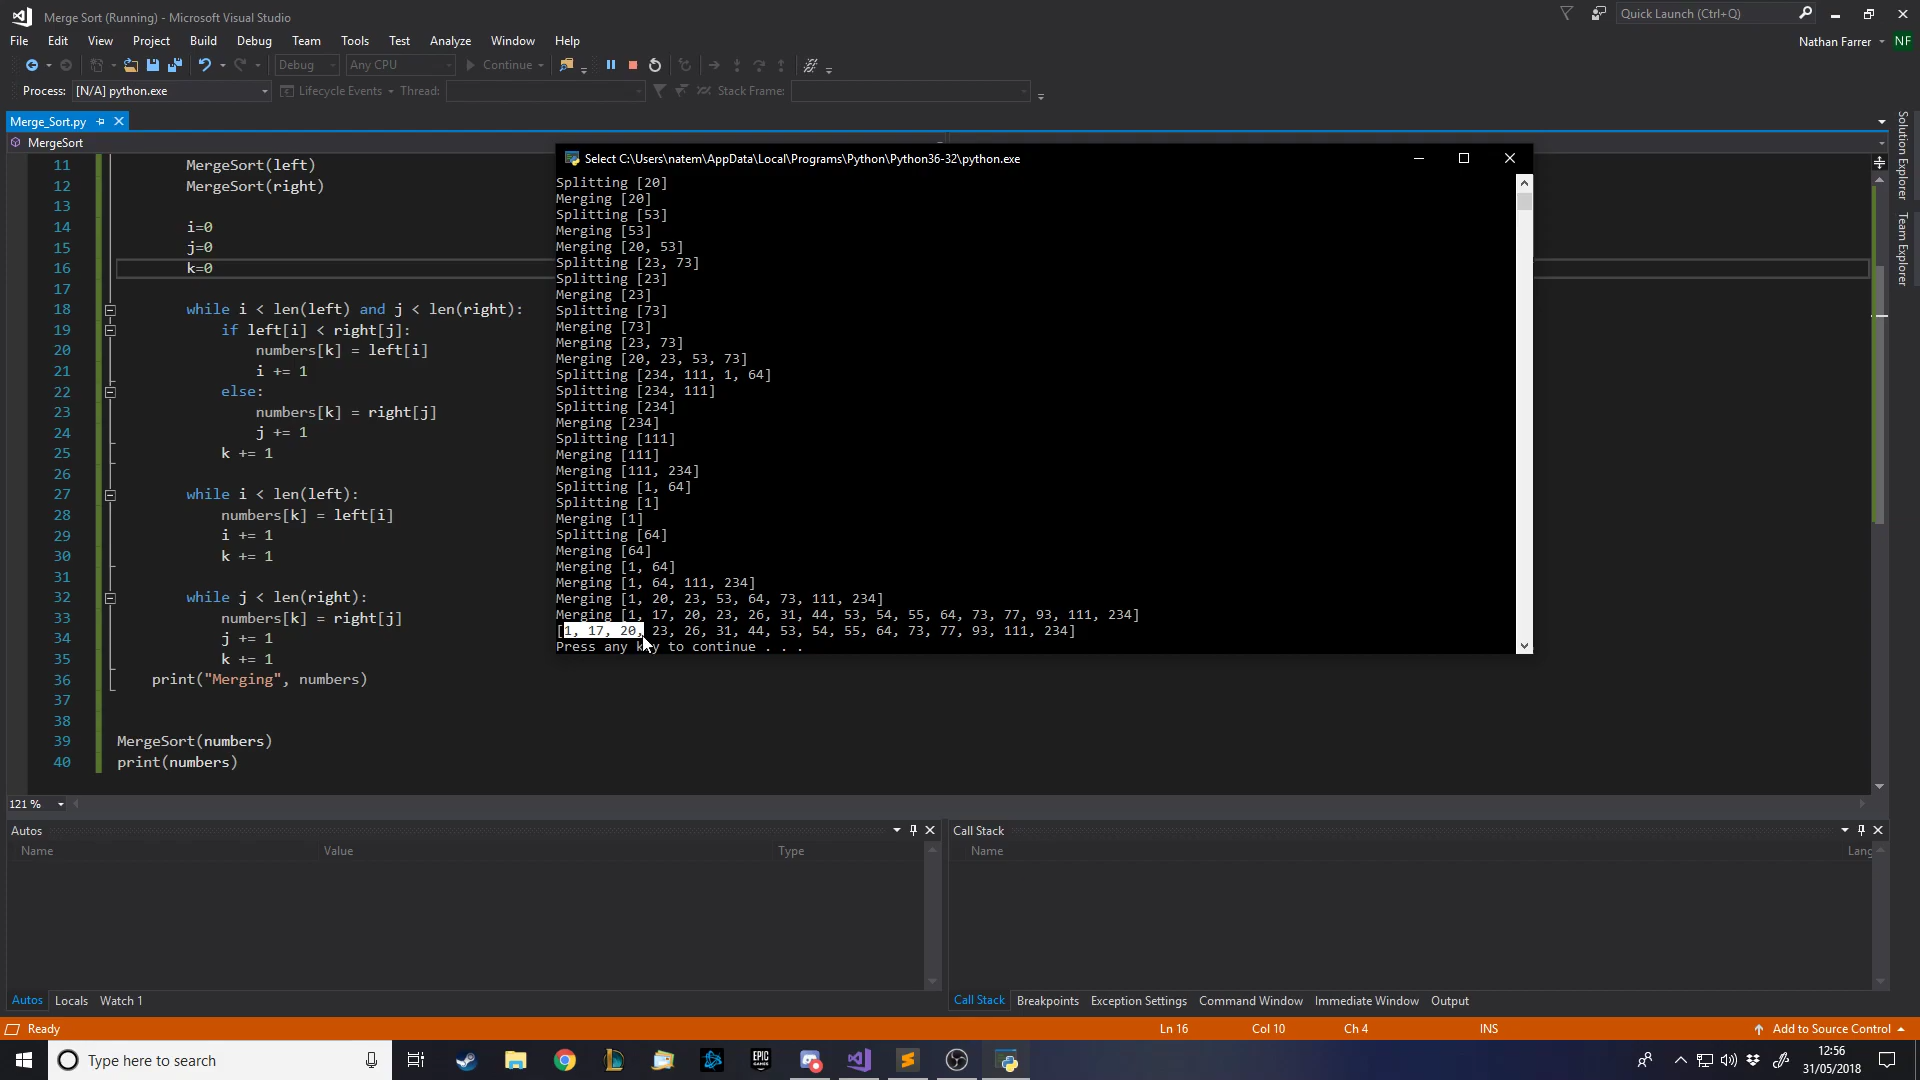 Merge Sort (Running) - Microsoft Visual Studio
Quick Launch (Ctrl+Q)
File Edit View Project Build Debug Team Tools Test Analyze Window Help
Nathan Farrer NF
Debug Any CPU Continue
Process: [N/A] python.exe Lifecycle Events Thread: Stack Frame:
Merge_Sort.py
MergeSort
11 MergeSort(left)
12 MergeSort(right)
13
14 i=0
15 j=0
16 k=0
17
18 while i < len(left) and j < len(right):
19 if left[i] < right[j]:
20 numbers[k] = left[i]
21 i += 1
22 else:
23 numbers[k] = right[j]
24 j += 1
25 k += 1
26
27 while i < len(left):
28 numbers[k] = left[i]
29 i += 1
30 k += 1
31
32 while j < len(right):
33 numbers[k] = right[j]
34 j += 1
35 k += 1
36 print("Merging", numbers)
37
38
39 MergeSort(numbers)
40 print(numbers)
Select C:\Users\natem\AppData\Local\Programs\Python\Python36-32\python.exe
Splitting [20]
Merging [20]
Splitting [53]
Merging [53]
Merging [20, 53]
Splitting [23, 73]
Splitting [23]
Merging [23]
Splitting [73]
Merging [73]
Merging [23, 73]
Merging [20, 23, 53, 73]
Splitting [234, 111, 1, 64]
Splitting [234, 111]
Splitting [234]
Merging [234]
Splitting [111]
Merging [111]
Merging [111, 234]
Splitting [1, 64]
Splitting [1]
Merging [1]
Splitting [64]
Merging [64]
Merging [1, 64]
Merging [1, 64, 111, 234]
Merging [1, 20, 23, 53, 64, 73, 111, 234]
Merging [1, 17, 20, 23, 26, 31, 44, 53, 54, 55, 64, 73, 77, 93, 111, 234]
[1, 17, 20, 23, 26, 31, 44, 53, 54, 55, 64, 73, 77, 93, 111, 234]
Press any key to continue . . .
Solution Explorer
Team Explorer
121 %
Autos
Name Value Type
Call Stack
Name Lang
Autos Locals Watch 1
Call Stack Breakpoints Exception Settings Command Window Immediate Window Output
Ready Ln 16 Col 10 Ch 4 INS Add to Source Control
Type here to search
EPIC GAMES
12:56
31/05/2018